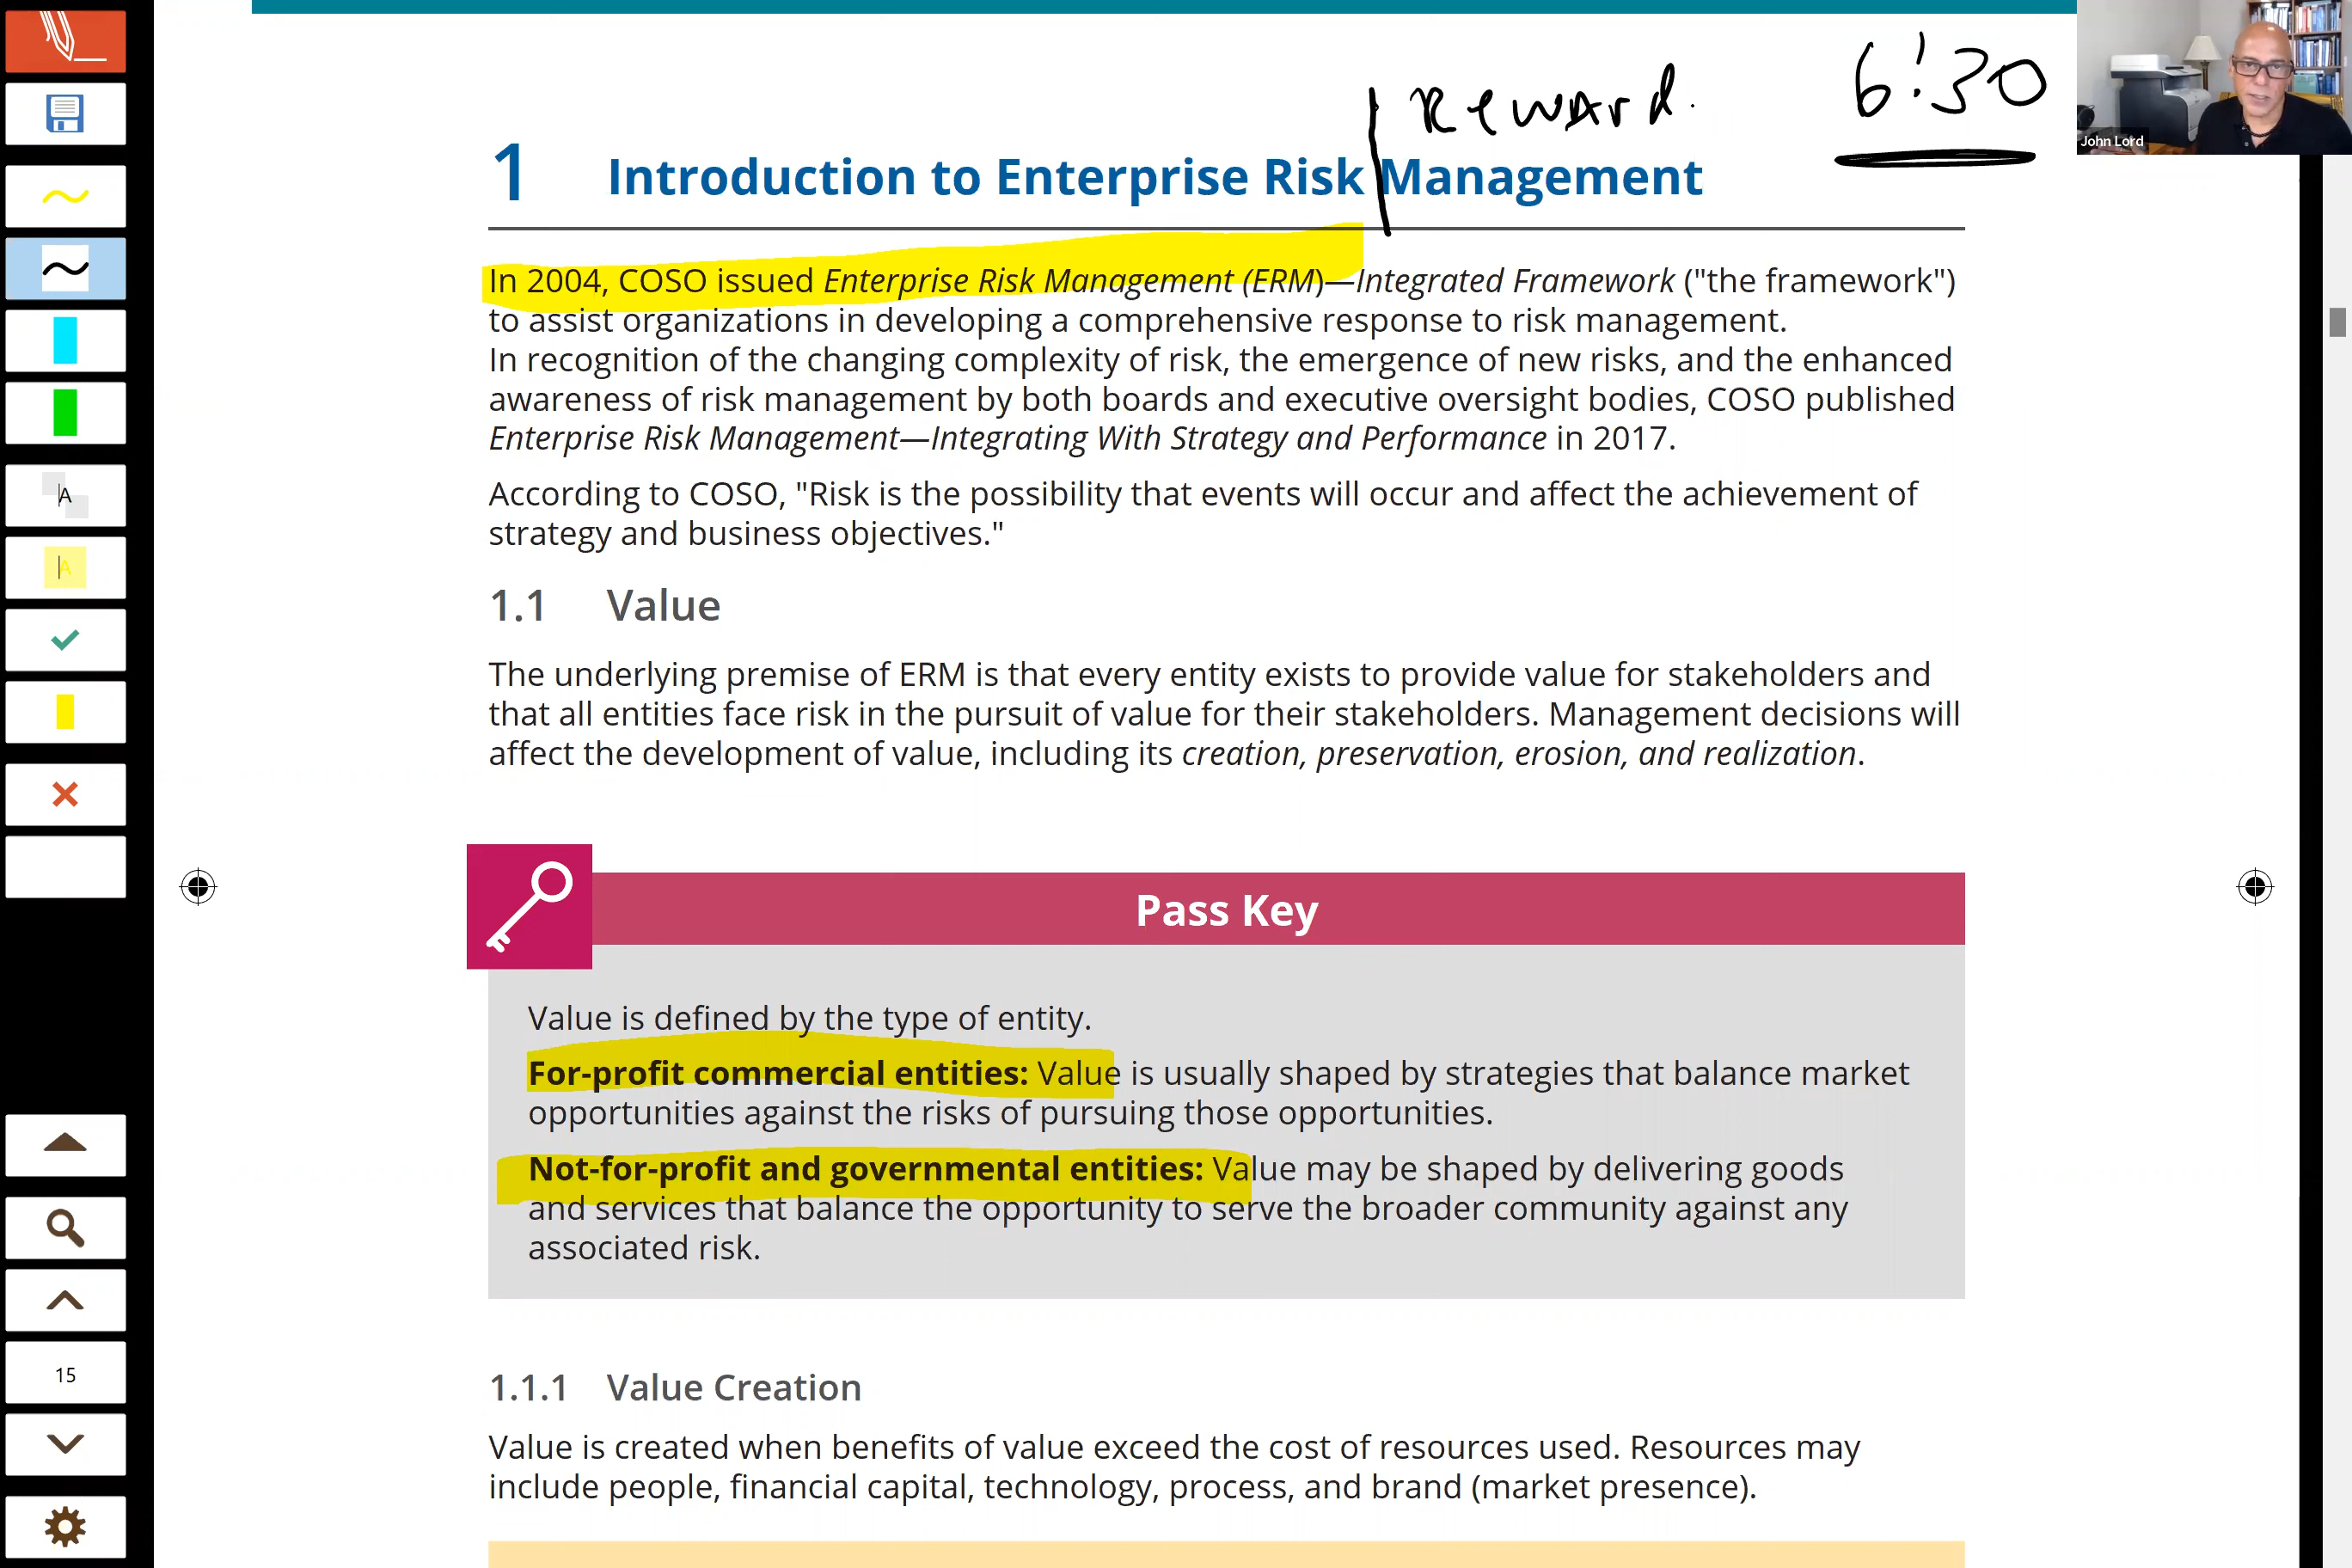 Reward.
6:30
John Lord
1 Introduction to Enterprise Risk Management
In 2004, COSO issued Enterprise Risk Management (ERM)—Integrated Framework ("the framework")
to assist organizations in developing a comprehensive response to risk management.
In recognition of the changing complexity of risk, the emergence of new risks, and the enhanced
awareness of risk management by both boards and executive oversight bodies, COSO published
Enterprise Risk Management—Integrating With Strategy and Performance in 2017.
According to COSO, "Risk is the possibility that events will occur and affect the achievement of
strategy and business objectives."
1.1 Value
The underlying premise of ERM is that every entity exists to provide value for stakeholders and
that all entities face risk in the pursuit of value for their stakeholders. Management decisions will
affect the development of value, including its creation, preservation, erosion, and realization.
Pass Key
Value is defined by the type of entity.
For-profit commercial entities: Value is usually shaped by strategies that balance market
opportunities against the risks of pursuing those opportunities.
Not-for-profit and governmental entities: Value may be shaped by delivering goods
and services that balance the opportunity to serve the broader community against any
associated risk.
1.1.1 Value Creation
Value is created when benefits of value exceed the cost of resources used. Resources may
include people, financial capital, technology, process, and brand (market presence).
A
A
15